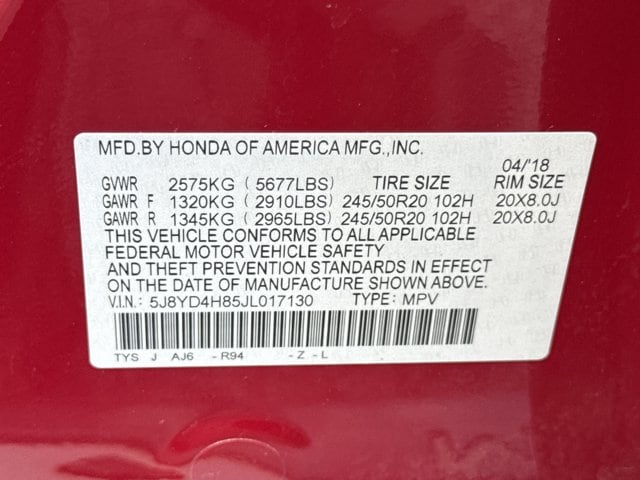 MFD.BY HONDA OF AMERICA MFG.,INC.
04/'18
GVWR 2575KG (5677LBS) TIRE SIZE RIM SIZE
GAWR F 1320KG (2910LBS) 245/50R20 102H 20X8.0J
GAWR R 1345KG (2965LBS) 245/50R20 102H 20X8.0J
THIS VEHICLE CONFORMS TO ALL APPLICABLE
FEDERAL MOTOR VEHICLE SAFETY
AND THEFT PREVENTION STANDARDS IN EFFECT
ON THE DATE OF MANUFACTURE SHOWN ABOVE.
V.I.N: 5J8YD4H85JL017130 TYPE: MPV
TYS J AJ6 - R94 - Z - L